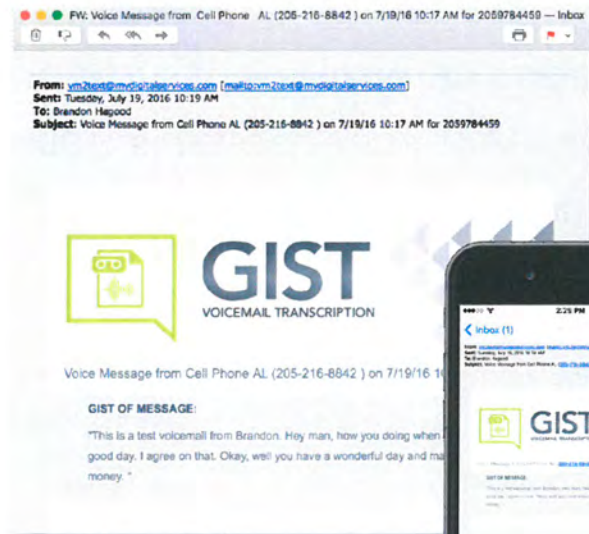 FW: Voice Message from Cell Phone AL (205-216-8842 ) on 7/19/16 10:17 AM for 2059784459 — Inbox
From: vm2text@mydigitalservices.com [mailto:vm2text@mydigitalservices.com]
Sent: Tuesday, July 19, 2016 10:19 AM
To: Brandon Hagood
Subject: Voice Message from Cell Phone AL (205-216-8842 ) on 7/19/16 10:17 AM for 2059784459
GIST
VOICEMAIL TRANSCRIPTION
Voice Message from Cell Phone AL (205-216-8842 ) on 7/19/16 10
GIST OF MESSAGE:
"This is a test voicemail from Brandon. Hey man, how you doing when
good day. I agree on that. Okay, well you have a wonderful day and ma
money. "
2:25 PM
Inbox (1)
GIST
VOICEMAIL TRANSCRIPTION
GIST OF MESSAGE: